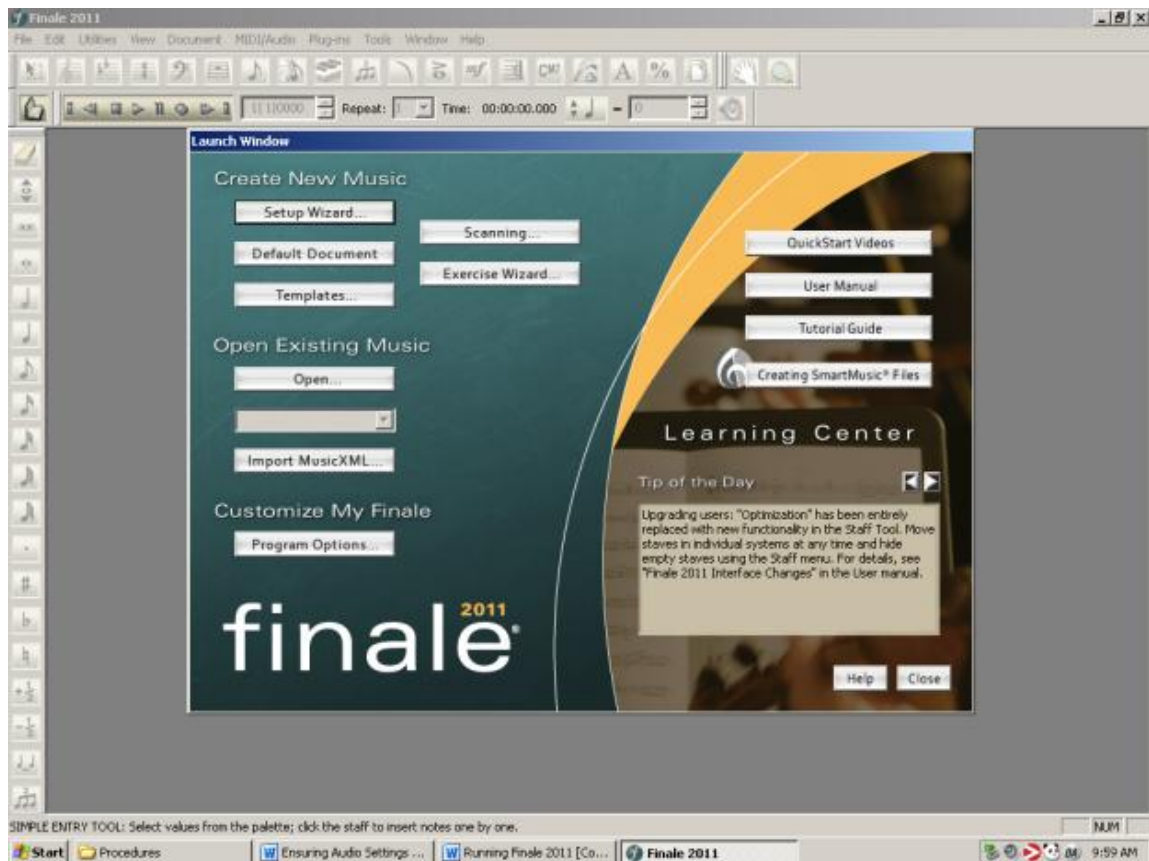 Finale 2011
File Edit Utilities View Document MIDI/Audio Plug-ins Tools Window Help
Repeat: 1 Time: 00:00:00.000 = 0
Launch Window
Create New Music
Setup Wizard...
Default Document
Templates...
Scanning...
Exercise Wizard...
Open Existing Music
Open...
Import MusicXML...
Customize My Finale
Program Options...
finale® 2011
QuickStart Videos
User Manual
Tutorial Guide
Creating SmartMusic® Files
Learning Center
Tip of the Day
Upgrading users: "Optimization" has been entirely
replaced with new functionality in the Staff Tool. Move
staves in individual systems at any time and hide
empty staves using the Staff menu. For details, see
"Finale 2011 Interface Changes" in the User manual.
Help Close
SIMPLE ENTRY TOOL: Select values from the palette; click the staff to insert notes one by one.
NUM
Start Procedures Ensuring Audio Settings ... Running Finale 2011 [Co... Finale 2011 9:59 AM